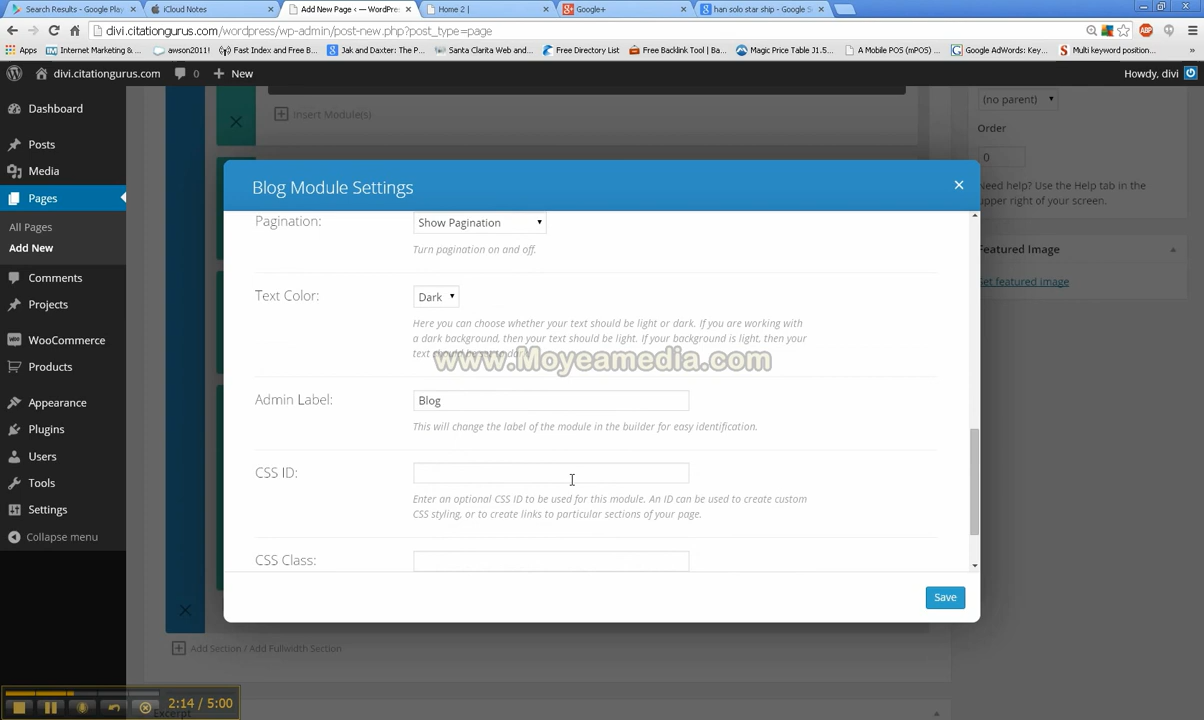 Search Results - Google Play
iCloud Notes
Add New Page ‹ — WordPres
Home 2 |
Google+
han solo star ship - Google S
divi.citationgurus.com/wordpress/wp-admin/post-new.php?post_type=page
Apps
Internet Marketing &...
awson2011!
Fast Index and Free B...
Jak and Daxter: The P...
Santa Clarita Web and...
Free Directory List
Free Backlink Tool | Ba...
Magic Price Table J1.5...
A Mobile POS (mPOS) ...
Google AdWords: Key...
Multi keyword position...
divi.citationgurus.com
0
New
Howdy, divi
Dashboard
Posts
Media
Pages
All Pages
Add New
Comments
Projects
WooCommerce
Products
Appearance
Plugins
Users
Tools
Settings
Collapse menu
Insert Module(s)
(no parent)
Order
0
Need help? Use the Help tab in the
upper right of your screen.
Featured Image
Set featured image
Blog Module Settings
Pagination:
Show Pagination
Turn pagination on and off.
Text Color:
Dark
Here you can choose whether your text should be light or dark. If you are working with
a dark background, then your text should be light. If your background is light, then your
text should be set to dark.
www.Moyeamedia.com
Admin Label:
Blog
This will change the label of the module in the builder for easy identification.
CSS ID:
Enter an optional CSS ID to be used for this module. An ID can be used to create custom
CSS styling, or to create links to particular sections of your page.
CSS Class:
Save
Add Section / Add Fullwidth Section
2:14 / 5:00
Excerpt